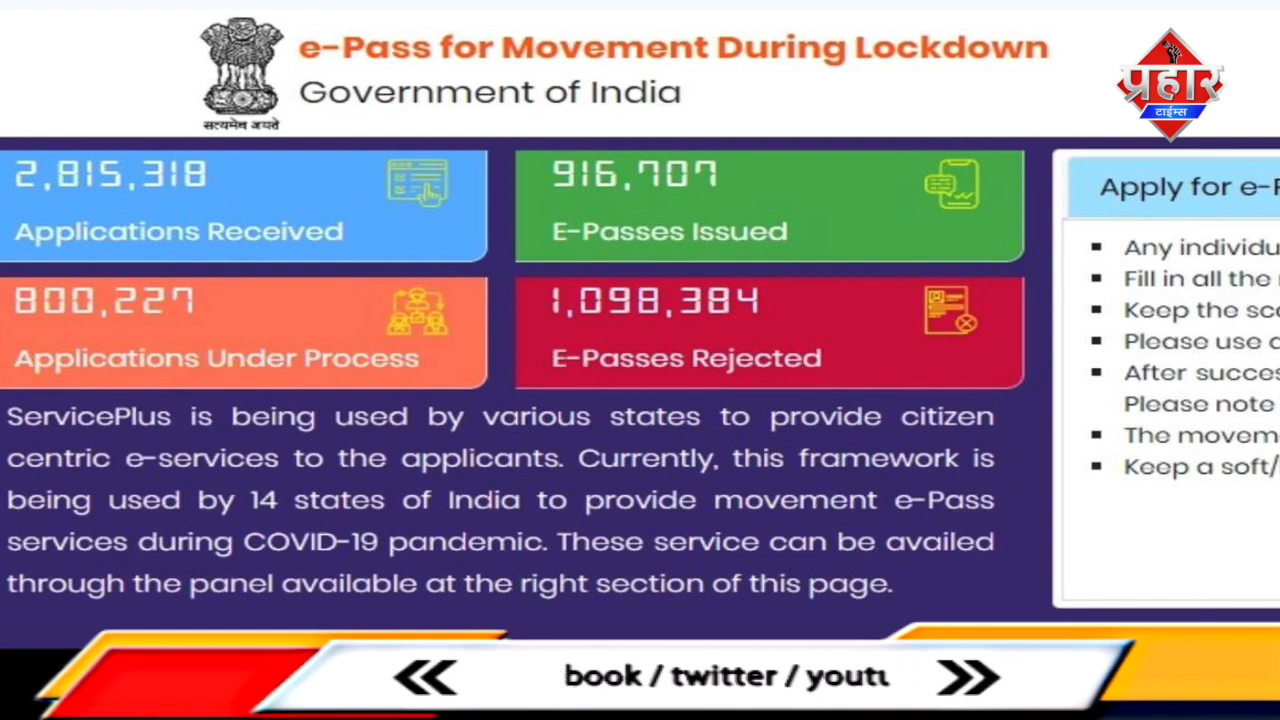 e-Pass for Movement During Lockdown
Government of India
सत्यमेव जयते
प्रहार
टाईम्स
2,815,318
Applications Received
916,707
E-Passes Issued
800,227
Applications Under Process
1,098,384
E-Passes Rejected
ServicePlus is being used by various states to provide citizen
centric e-services to the applicants. Currently, this framework is
being used by 14 states of India to provide movement e-Pass
services during COVID-19 pandemic. These service can be availed
through the panel available at the right section of this page.
Apply for e-P
Any individu
Fill in all the
Keep the sc
Please use
After succes
Please note
The movem
Keep a soft/
book / twitter / youtu